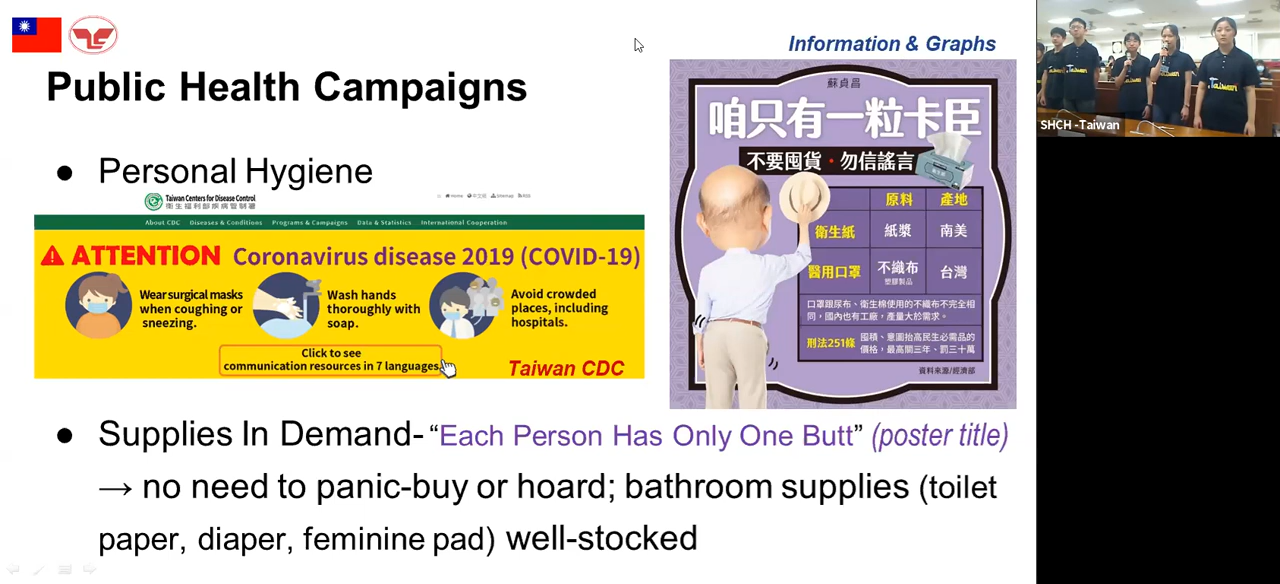 Information & Graphs
Public Health Campaigns
● Personal Hygiene
Taiwan Centers for Disease Control
衛生福利部疾病管制署
Home 中文版 Sitemap RSS
About CDC Diseases & Conditions Programs & Campaigns Data & Statistics International Cooperation
ATTENTION Coronavirus disease 2019 (COVID-19)
Wear surgical masks
when coughing or
sneezing.
Wash hands
thoroughly with
soap.
Avoid crowded
places, including
hospitals.
Click to see
communication resources in 7 languages.
Taiwan CDC
蘇貞昌
咱只有一粒卡臣
不要囤貨·勿信謠言
衛生紙
原料 產地
衛生紙 紙漿 南美
醫用口罩 不織布 台灣
塑膠製品
口罩跟尿布、衛生棉使用的不織布不完全相
同，國內也有工廠，產量大於需求。
刑法251條 囤積、意圖抬高民生必需品的
價格，最高關三年、罰三十萬
資料來源/經濟部
● Supplies In Demand- “Each Person Has Only One Butt” (poster title)
→ no need to panic-buy or hoard; bathroom supplies (toilet
paper, diaper, feminine pad) well-stocked
SHCH -Taiwan
Taiwan